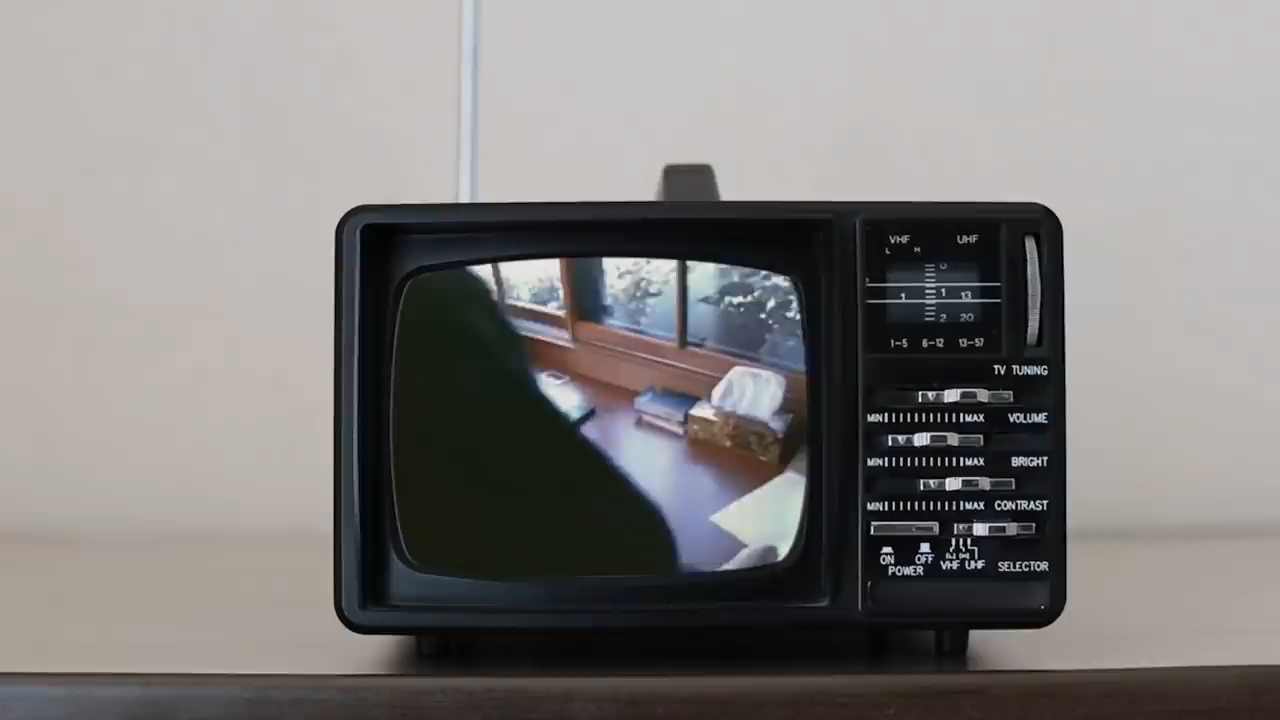 VHF UHF
L H
0
1 1 13
2 20
1-5 6-12 13-57
TV TUNING
MIN MAX VOLUME
MIN MAX BRIGHT
MIN MAX CONTRAST
ON OFF VHF UHF SELECTOR
POWER